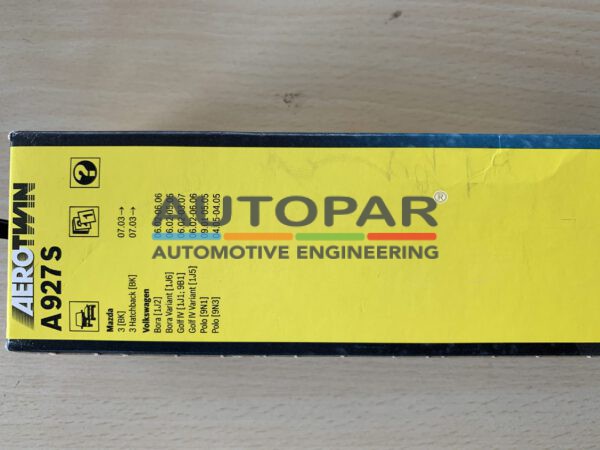 AEROTWIN
A 927 S
Mazda
3 [BK] 07.03→
3 Hatchback [BK] 07.03→
Volkswagen
Bora [1J2]
Bora Variant [1J6]
Golf IV [1J1; 9B1]
Golf IV Variant [1J5]
Polo [9N1]
Polo [9N3]
AUTOPAR®
AUTOMOTIVE ENGINEERING